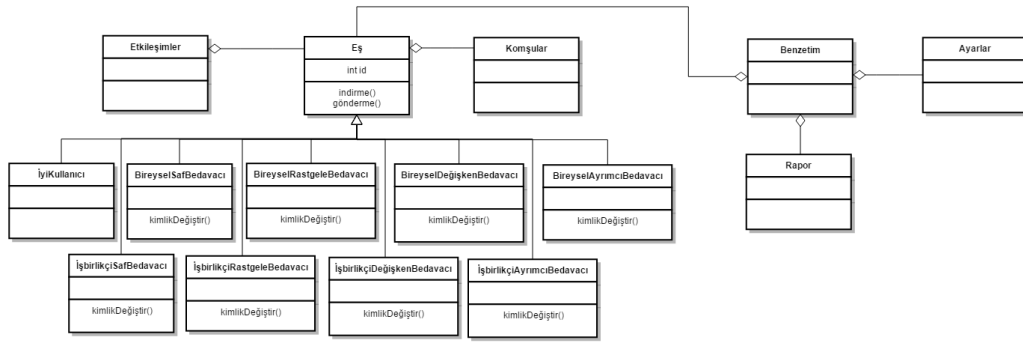 Etkileşimler
Eş
int id
indirme()
gönderme()
Komşular
Benzetim
Ayarlar
Rapor
İyiKullanıcı
BireyselSafBedavacı
kimlikDeğiştir()
BireyselRastgeleBedavacı
kimlikDeğiştir()
BireyselDeğişkenBedavacı
kimlikDeğiştir()
BireyselAyrımcıBedavacı
kimlikDeğiştir()
İşbirlikçiSafBedavacı
kimlikDeğiştir()
İşbirlikçiRastgeleBedavacı
kimlikDeğiştir()
İşbirlikçiDeğişkenBedavacı
kimlikDeğiştir()
İşbirlikçiAyrımcıBedavacı
kimlikDeğiştir()